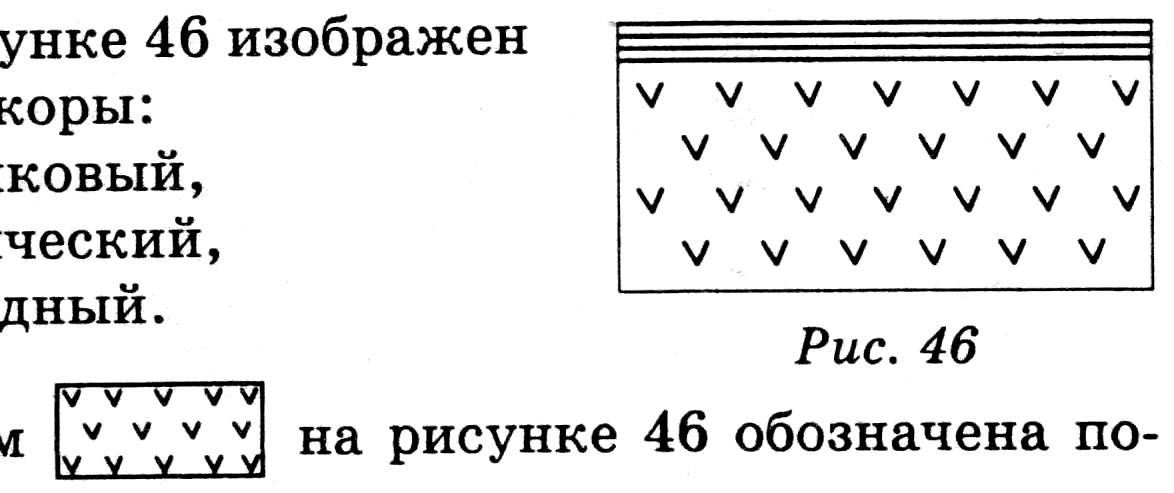 унке 46 изображен
коры:
ковый,
ческий,
дный.
Рис. 46
м на рисунке 46 обозначена по-